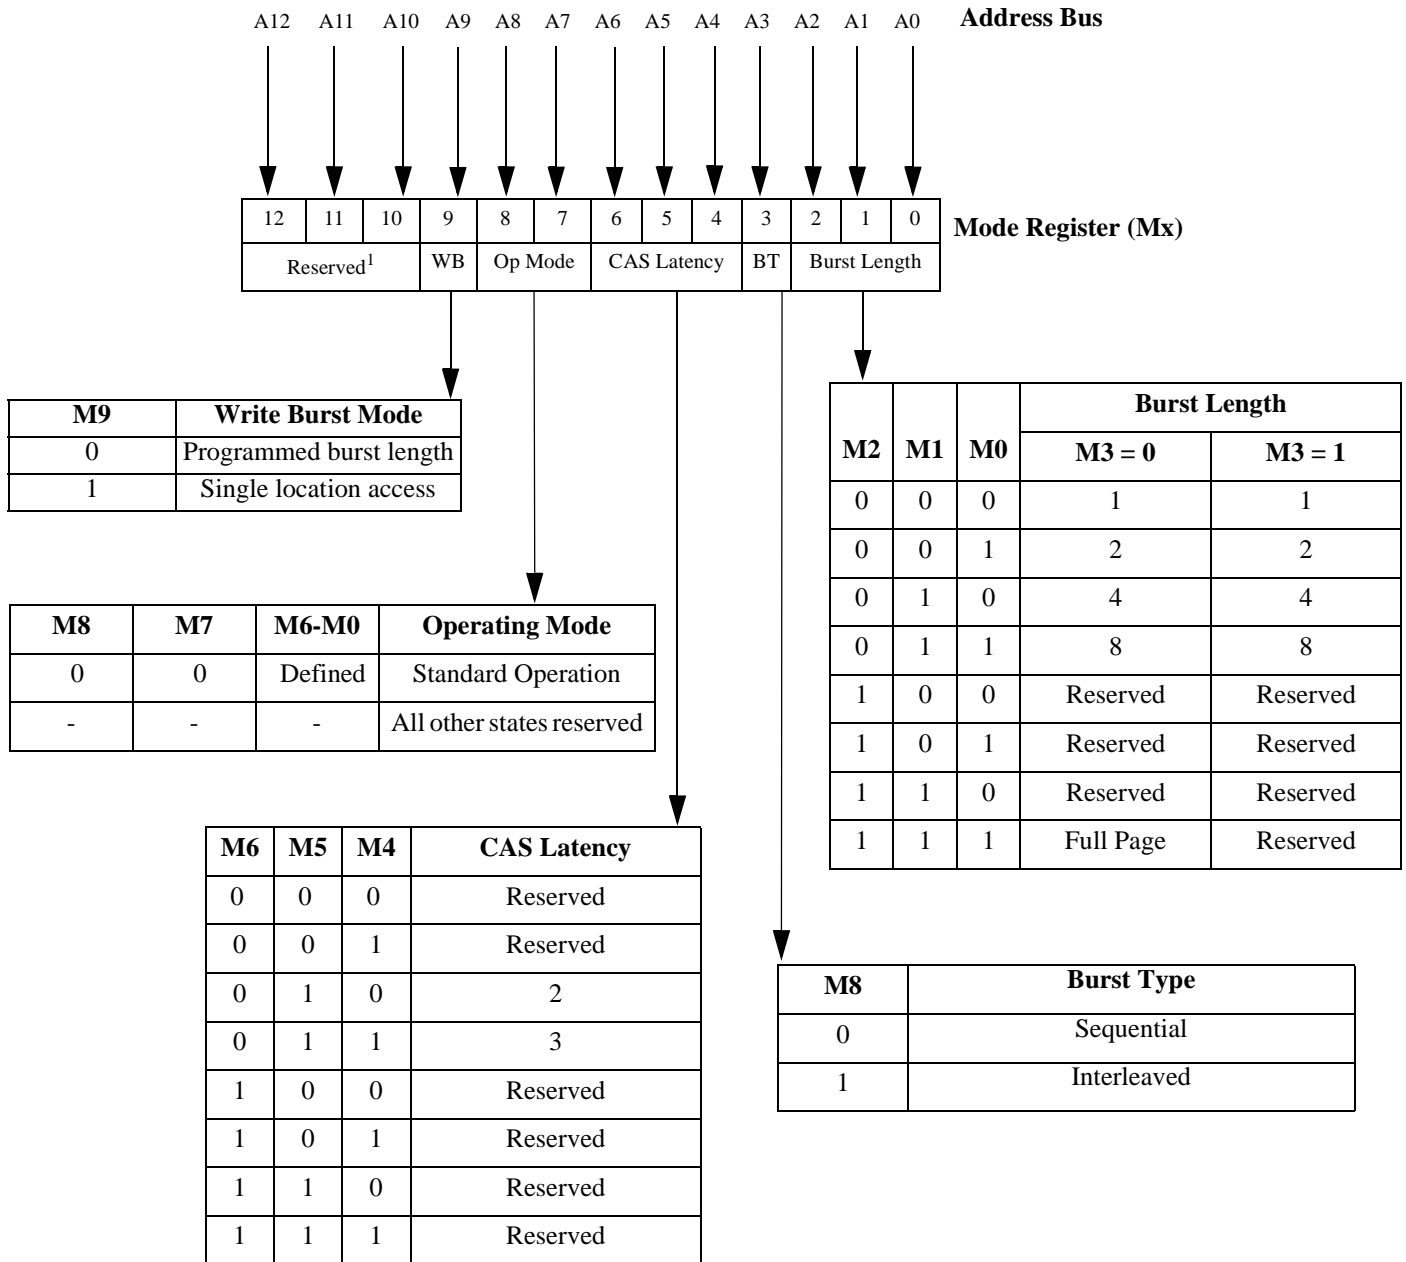 A12 A11 A10 A9 A8 A7 A6 A5 A4 A3 A2 A1 A0 Address Bus
12 11 10 9 8 7 6 5 4 3 2 1 0
Mode Register (Mx)
Reserved1 WB Op Mode CAS Latency BT Burst Length
M9 Write Burst Mode
0 Programmed burst length
1 Single location access
Burst Length
M2 M1 M0 M3 = 0 M3 = 1
0 0 0 1 1
0 0 1 2 2
0 1 0 4 4
0 1 1 8 8
1 0 0 Reserved Reserved
1 0 1 Reserved Reserved
1 1 0 Reserved Reserved
1 1 1 Full Page Reserved
M8 M7 M6-M0 Operating Mode
0 0 Defined Standard Operation
- - - All other states reserved
M6 M5 M4 CAS Latency
0 0 0 Reserved
0 0 1 Reserved
0 1 0 2
0 1 1 3
1 0 0 Reserved
1 0 1 Reserved
1 1 0 Reserved
1 1 1 Reserved
M8 Burst Type
0 Sequential
1 Interleaved